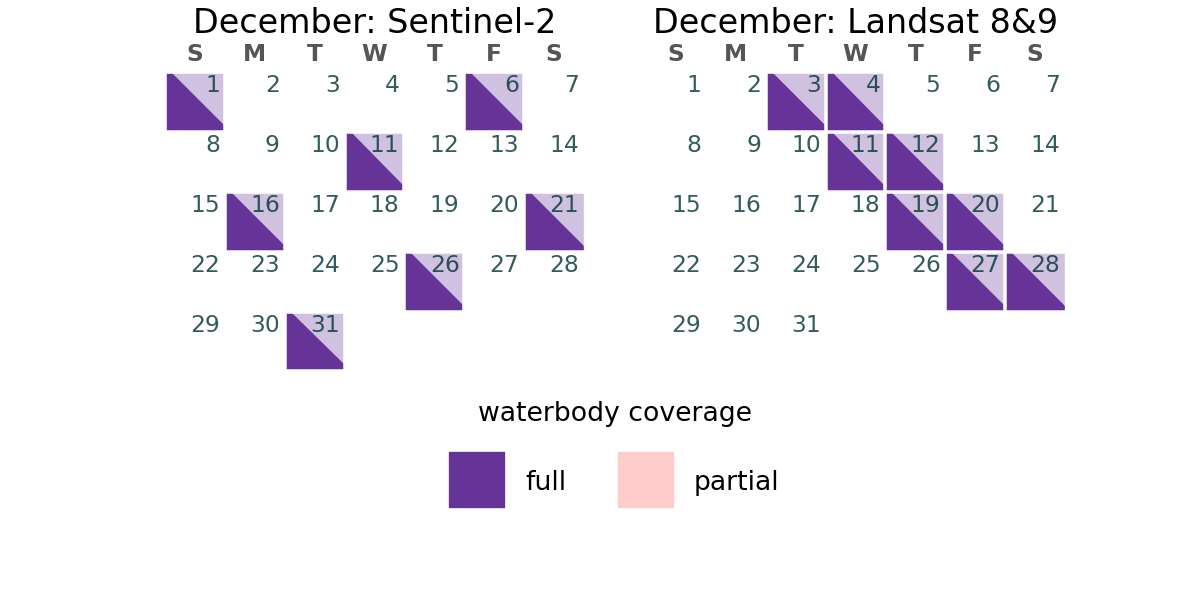 December: Sentinel-2
S M T W T F S
1 2 3 4 5 6 7
8 9 10 11 12 13 14
15 16 17 18 19 20 21
22 23 24 25 26 27 28
29 30 31
December: Landsat 8&9
S M T W T F S
1 2 3 4 5 6 7
8 9 10 11 12 13 14
15 16 17 18 19 20 21
22 23 24 25 26 27 28
29 30 31
waterbody coverage
full partial